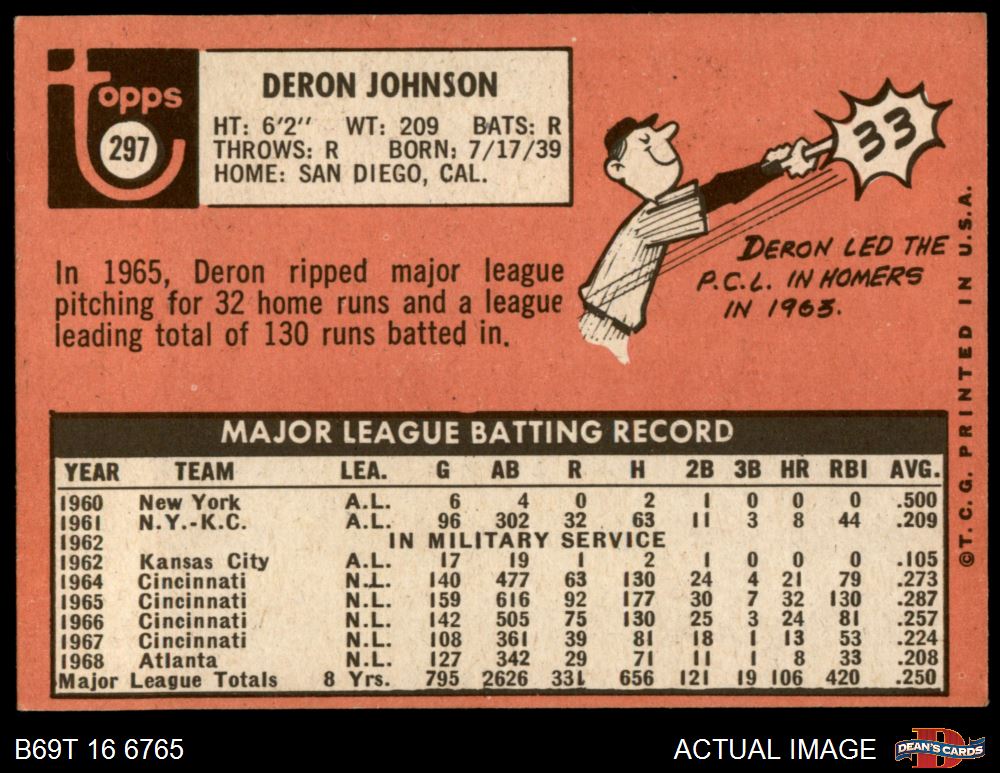 topps
297
DERON JOHNSON
HT: 6'2" WT: 209 BATS: R
THROWS: R BORN: 7/17/39
HOME: SAN DIEGO, CAL.
33
DERON LED THE
P.C.L. IN HOMERS
IN 1963.
In 1965, Deron ripped major league
pitching for 32 home runs and a league
leading total of 130 runs batted in.
©T.C.G. PRINTED IN U.S.A.
MAJOR LEAGUE BATTING RECORD
YEAR TEAM LEA. G AB R H 2B 3B HR RBI AVG.
1960 New York A.L. 6 4 0 2 1 0 0 0 .500
1961 N.Y.-K.C. A.L. 96 302 32 63 11 3 8 44 .209
1962 IN MILITARY SERVICE
1962 Kansas City A.L. 17 19 1 2 1 0 0 0 .105
1964 Cincinnati N.L. 140 477 63 130 24 4 21 79 .273
1965 Cincinnati N.L. 159 616 92 177 30 7 32 130 .287
1966 Cincinnati N.L. 142 505 75 130 25 3 24 81 .257
1967 Cincinnati N.L. 108 361 39 81 18 1 13 53 .224
1968 Atlanta N.L. 127 342 29 71 11 1 8 33 .208
Major League Totals 8 Yrs. 795 2626 331 656 121 19 106 420 .250
B69T 16 6765
ACTUAL IMAGE
DEAN'S CARDS